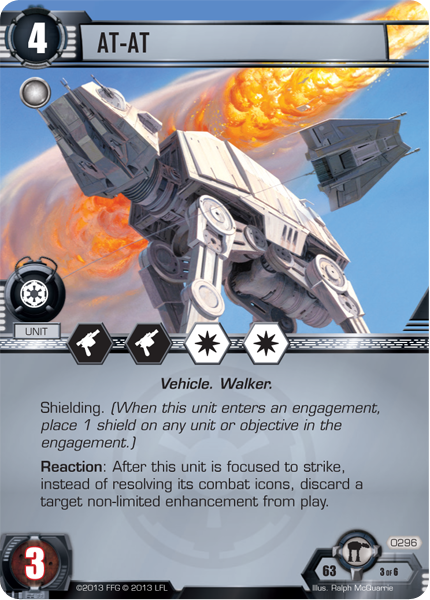 4 AT-AT
UNIT
Vehicle. Walker.
Shielding. (When this unit enters an engagement,
place 1 shield on any unit or objective in the
engagement.)
Reaction: After this unit is focused to strike,
instead of resolving its combat icons, discard a
target non-limited enhancement from play.
0296
3
63
3 OF 6
©2013 FFG © 2013 LFL
Illus. Ralph McQuarrie